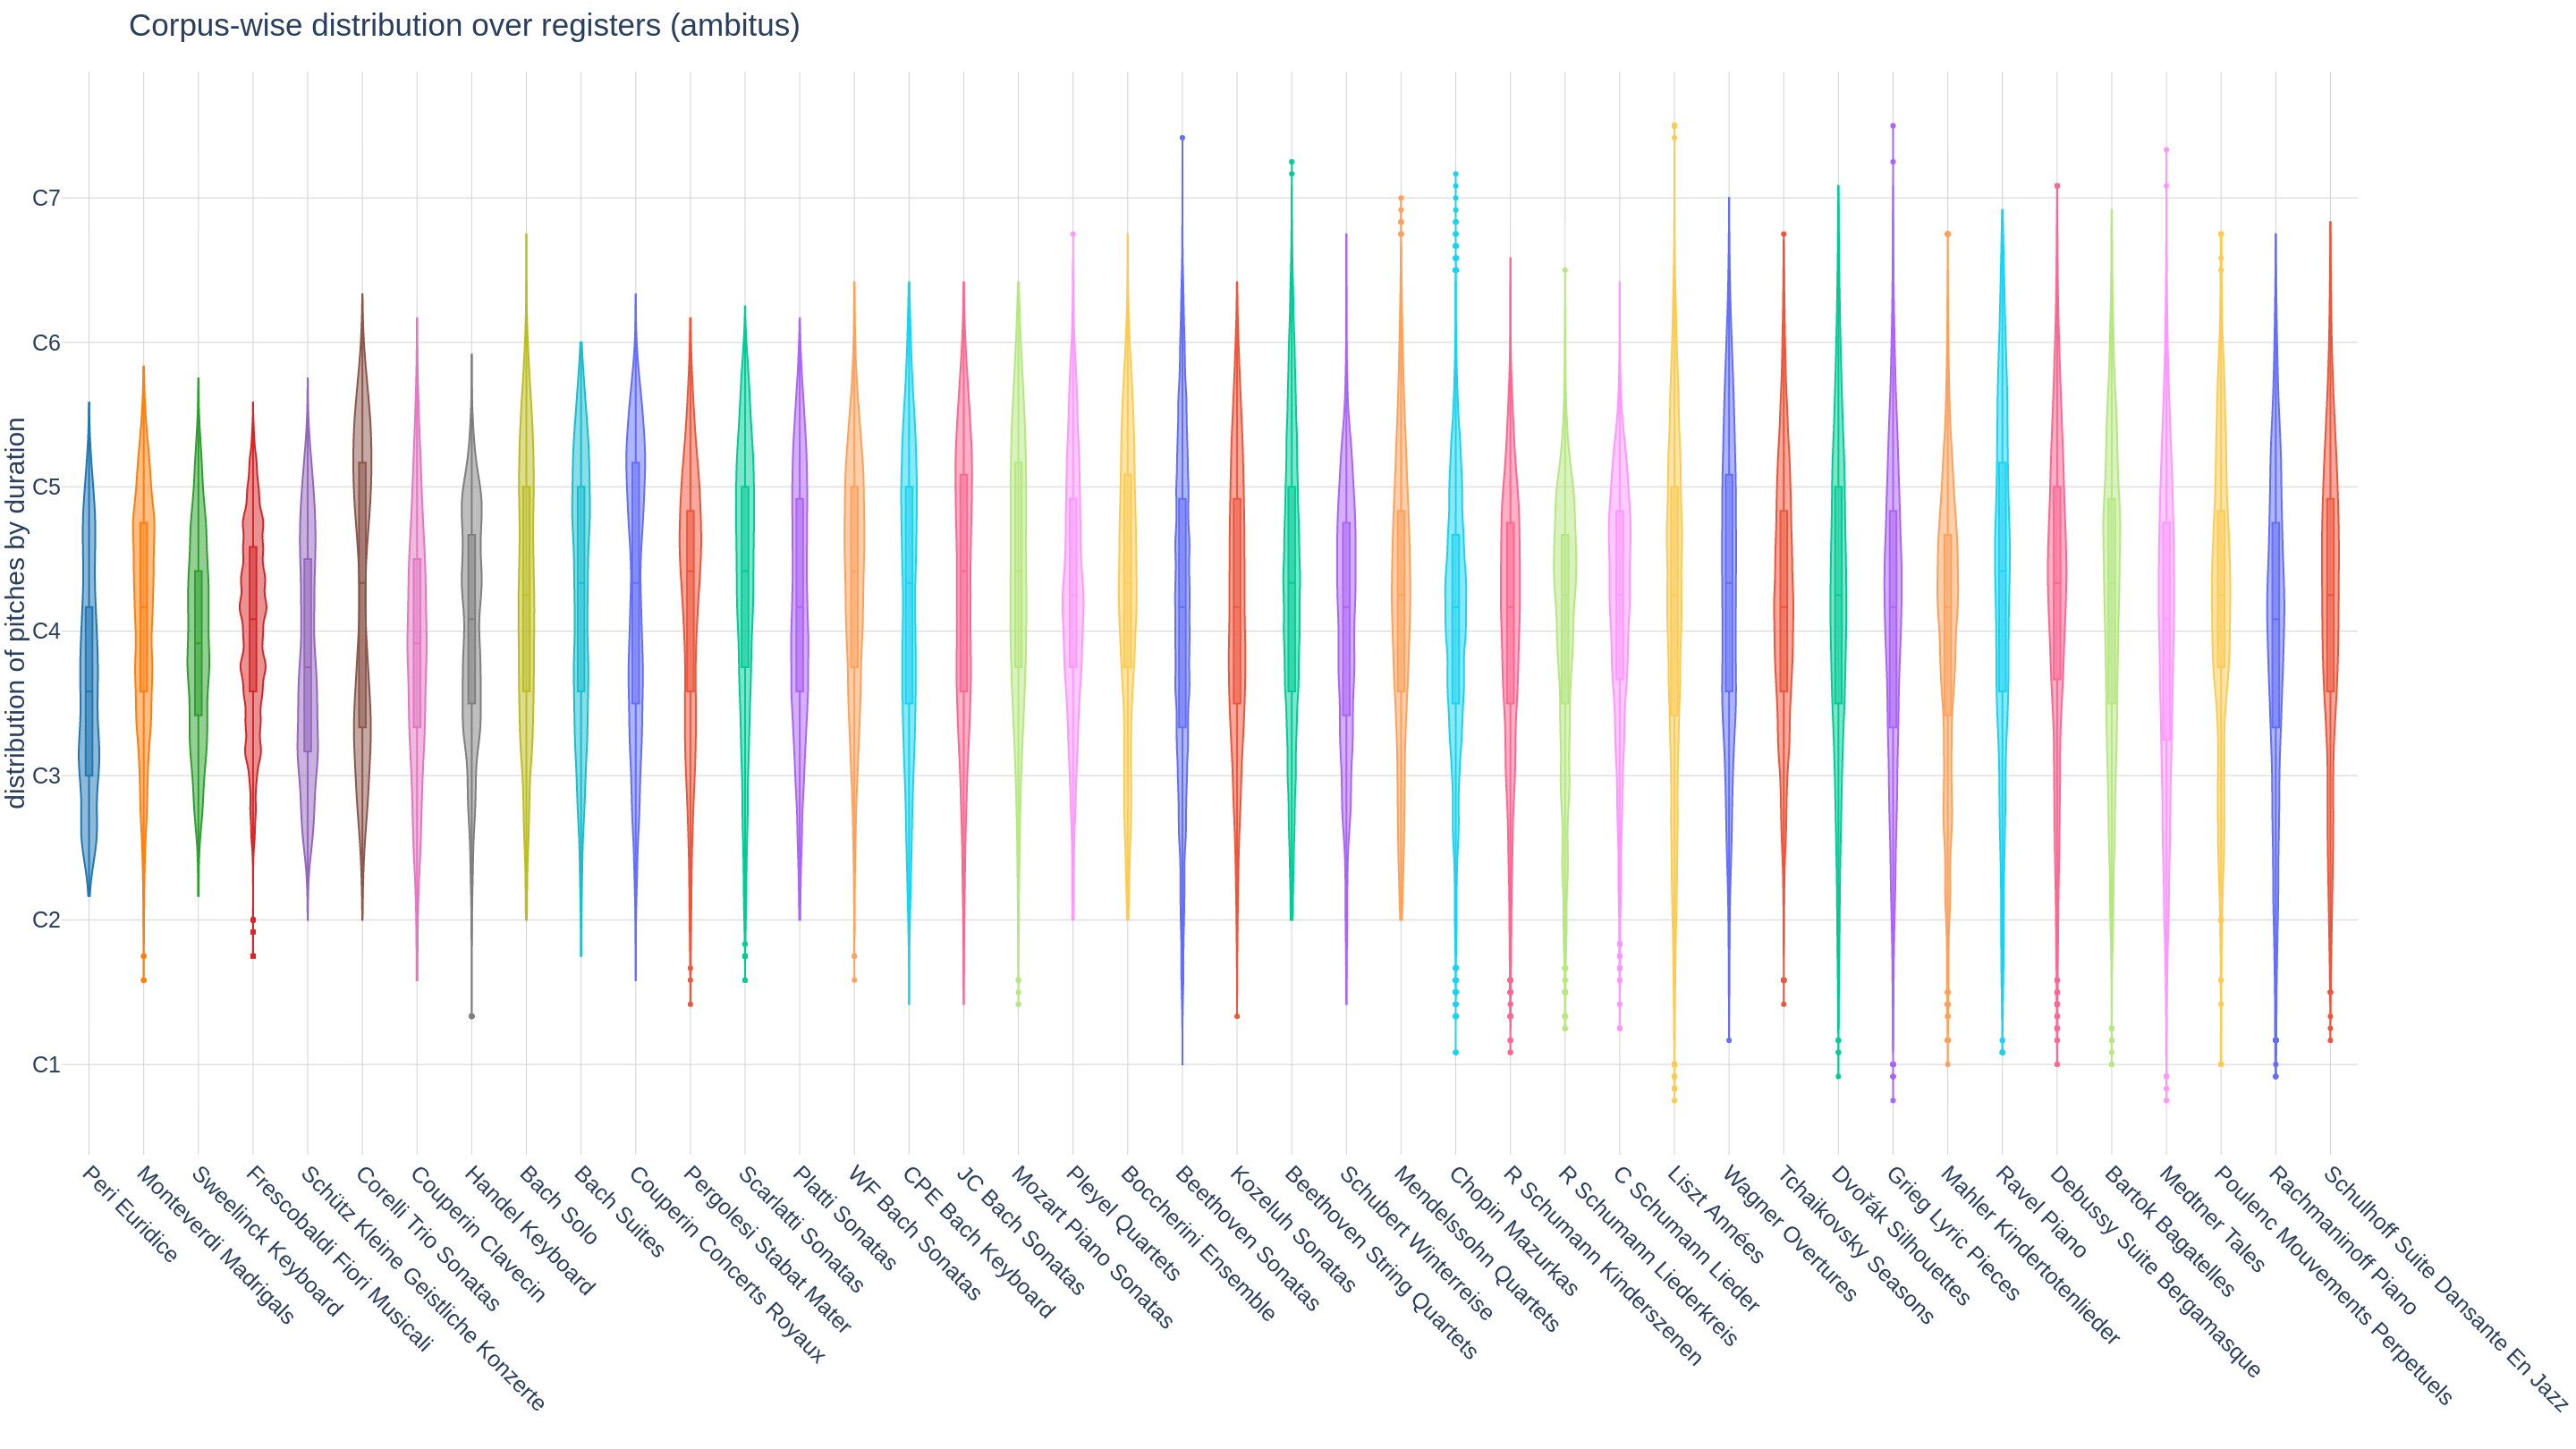 Corpus-wise distribution over registers (ambitus)
distribution of pitches by duration
C7
C6
C5
C4
C3
C2
C1
Peri Euridice
Monteverdi Madrigals
Sweelinck Keyboard
Frescobaldi Fiori Musicali
Schütz Kleine Geistliche Konzerte
Corelli Trio Sonatas
Couperin Clavecin
Handel Keyboard
Bach Solo
Bach Suites
Couperin Concerts Royaux
Pergolesi Stabat Mater
Scarlatti Sonatas
Platti Sonatas
WF Bach Sonatas
CPE Bach Keyboard
JC Bach Sonatas
Mozart Piano Sonatas
Pleyel Quartets
Boccherini Ensemble
Beethoven Sonatas
Kozeluh Sonatas
Beethoven String Quartets
Schubert Winterreise
Mendelssohn Quartets
Chopin Mazurkas
R Schumann Kinderszenen
R Schumann Liederkreis
C Schumann Lieder
Liszt Années
Wagner Overtures
Tchaikovsky Seasons
Dvořák Silhouettes
Grieg Lyric Pieces
Mahler Kindertotenlieder
Ravel Piano
Debussy Suite Bergamasque
Bartok Bagatelles
Medtner Tales
Poulenc Mouvements Perpetuels
Rachmaninoff Piano
Schulhoff Suite Dansante En Jazz